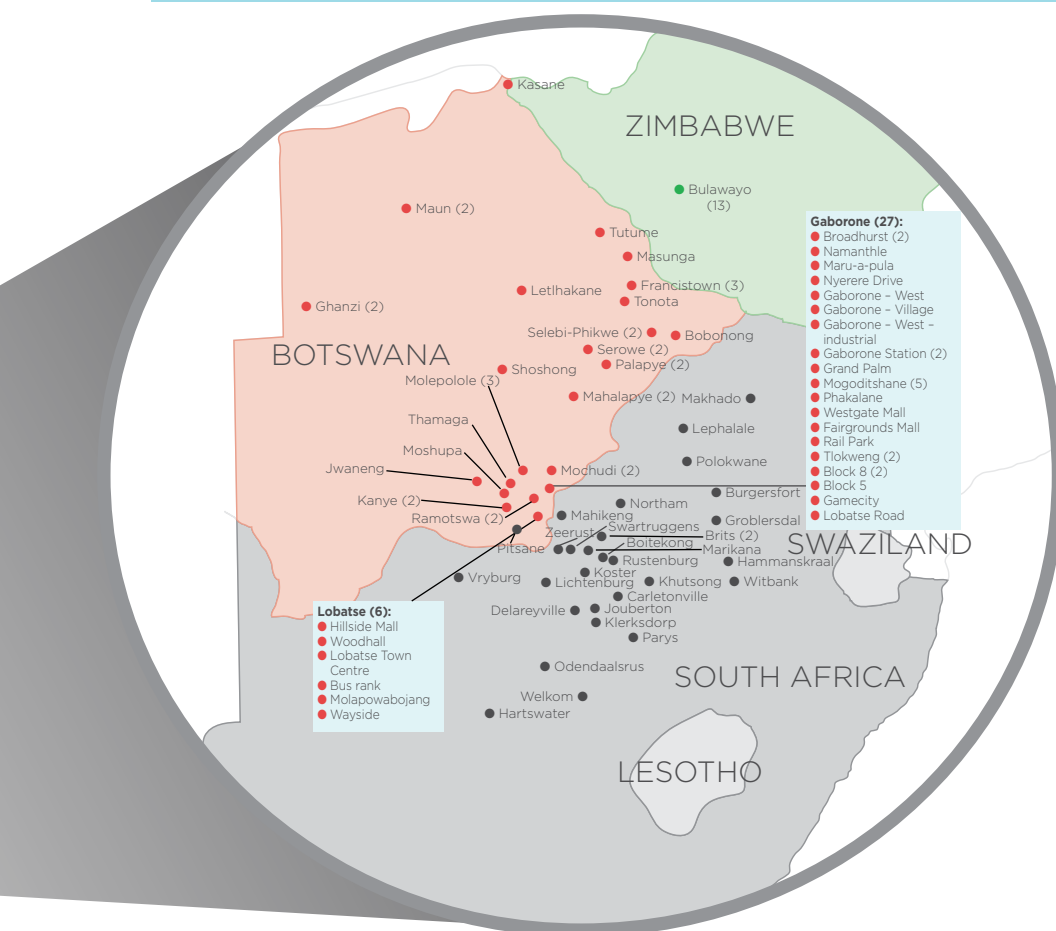 Kasane
ZIMBABWE
Bulawayo
(13)
Maun (2)
Tutume
Masunga
Letlhakane
Francistown (3)
Tonota
Ghanzi (2)
BOTSWANA
Selebi-Phikwe (2)
Bobonong
Serowe (2)
Palapye (2)
Shoshong
Molepolole (3)
Mahalapye (2)
Makhado
Thamaga
Lephalale
Moshupa
Polokwane
Jwaneng
Mochudi (2)
Kanye (2)
Burgersfort
Northam
Ramotswa (2)
Mahikeng
Groblersdal
Swartruggens
Zeerust
Brits (2)
Boitekong
Marikana
Pitsane
Rustenburg
Hammanskraal
Koster
Vryburg
Lichtenburg
Khutsong
Witbank
Carletonville
Delareyville
Jouberton
Klerksdorp
Parys
Odendaalsrus
Welkom
Hartswater
SWAZILAND
SOUTH AFRICA
LESOTHO
Gaborone (27):
Broadhurst (2)
Namanthle
Maru-a-pula
Nyerere Drive
Gaborone – West
Gaborone – Village
Gaborone – West –
industrial
Gaborone Station (2)
Grand Palm
Mogoditshane (5)
Phakalane
Westgate Mall
Fairgrounds Mall
Rail Park
Tlokweng (2)
Block 8 (2)
Block 5
Gamecity
Lobatse Road
Lobatse (6):
Hillside Mall
Woodhall
Lobatse Town
Centre
Bus rank
Molapowabojang
Wayside